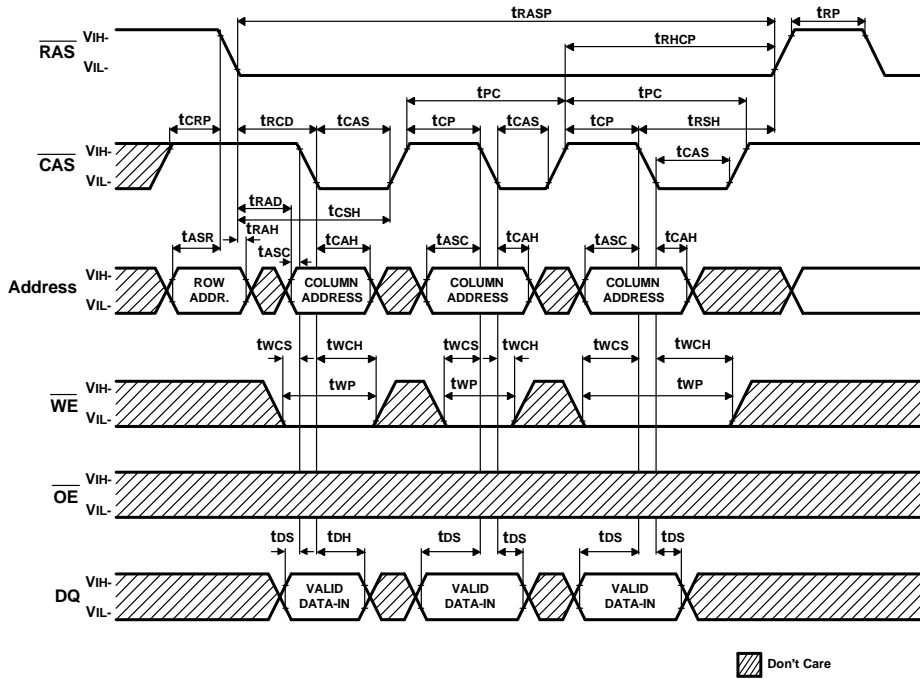 tRASP
tRP
tRHCP
RAS
VIH-
VIL-
tPC
tPC
tCRP
tRCD
tCAS
tCP
tCAS
tCP
tRSH
tCAS
CAS
VIH-
VIL-
tRAD
tCSH
tASR
tRAH
tASC
tCAH
tASC
tCAH
tASC
tCAH
Address
VIH-
VIL-
ROW
ADDR.
COLUMN
ADDRESS
COLUMN
ADDRESS
COLUMN
ADDRESS
tWCS
tWCH
tWCS
tWCH
tWCS
tWCH
tWP
tWP
tWP
WE
VIH-
VIL-
OE
VIH-
VIL-
tDS
tDH
tDS
tDS
tDS
tDS
DQ
VIH-
VIL-
VALID
DATA-IN
VALID
DATA-IN
VALID
DATA-IN
Don't Care